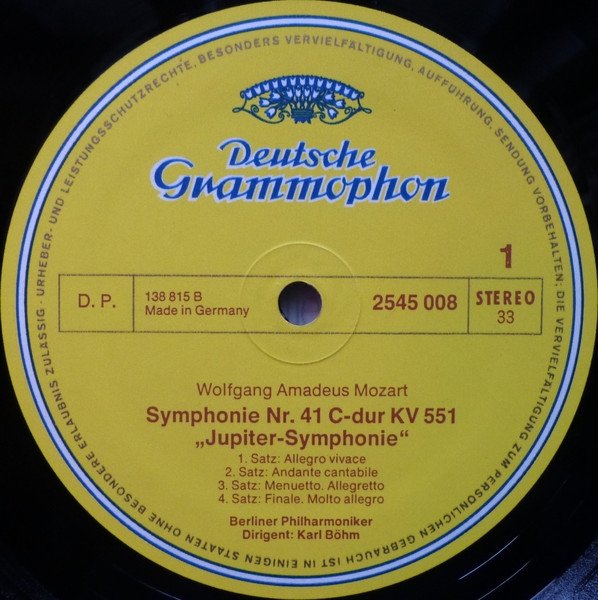 URHEBER- UND LEISTUNGSSCHUTZRECHTE, BESONDERS VERVIELFÄLTIGUNG, AUFFÜHRUNG, SENDUNG VORBEHALTEN; DIE VERVIELFÄLTIGUNG ZUM PERSÖNLICHEN GEBRAUCH IST IN EINIGEN STAATEN OHNE BESONDERE ERLAUBNIS ZULÄSSIG ·
Deutsche
Grammophon
1
D. P.
138 815 B
Made in Germany
2545 008
STEREO
33
Wolfgang Amadeus Mozart
Symphonie Nr. 41 C-dur KV 551
„Jupiter-Symphonie“
1. Satz: Allegro vivace
2. Satz: Andante cantabile
3. Satz: Menuetto. Allegretto
4. Satz: Finale. Molto allegro
Berliner Philharmoniker
Dirigent: Karl Böhm